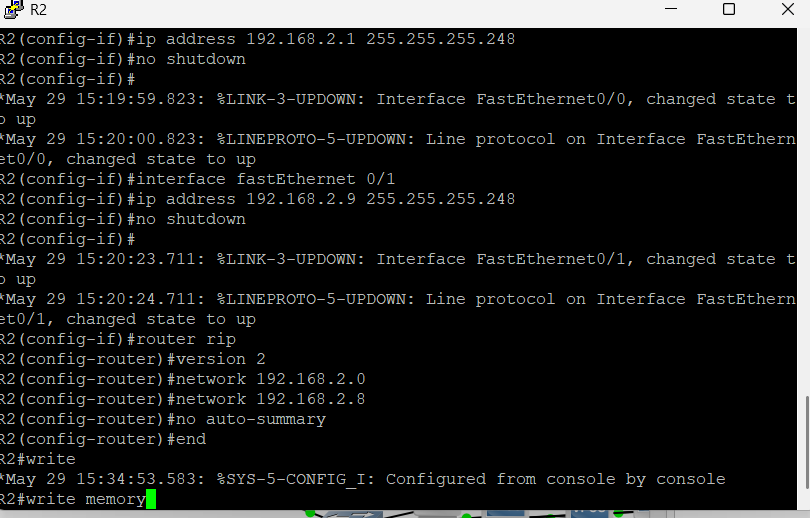 R2
R2(config-if)#ip address 192.168.2.1 255.255.255.248
R2(config-if)#no shutdown
R2(config-if)#
*May 29 15:19:59.823: %LINK-3-UPDOWN: Interface FastEthernet0/0, changed state t
o up
*May 29 15:20:00.823: %LINEPROTO-5-UPDOWN: Line protocol on Interface FastEthern
et0/0, changed state to up
R2(config-if)#interface fastEthernet 0/1
R2(config-if)#ip address 192.168.2.9 255.255.255.248
R2(config-if)#no shutdown
R2(config-if)#
*May 29 15:20:23.711: %LINK-3-UPDOWN: Interface FastEthernet0/1, changed state t
o up
*May 29 15:20:24.711: %LINEPROTO-5-UPDOWN: Line protocol on Interface FastEthern
et0/1, changed state to up
R2(config-if)#router rip
R2(config-router)#version 2
R2(config-router)#network 192.168.2.0
R2(config-router)#network 192.168.2.8
R2(config-router)#no auto-summary
R2(config-router)#end
R2#write
*May 29 15:34:53.583: %SYS-5-CONFIG_I: Configured from console by console
R2#write memory